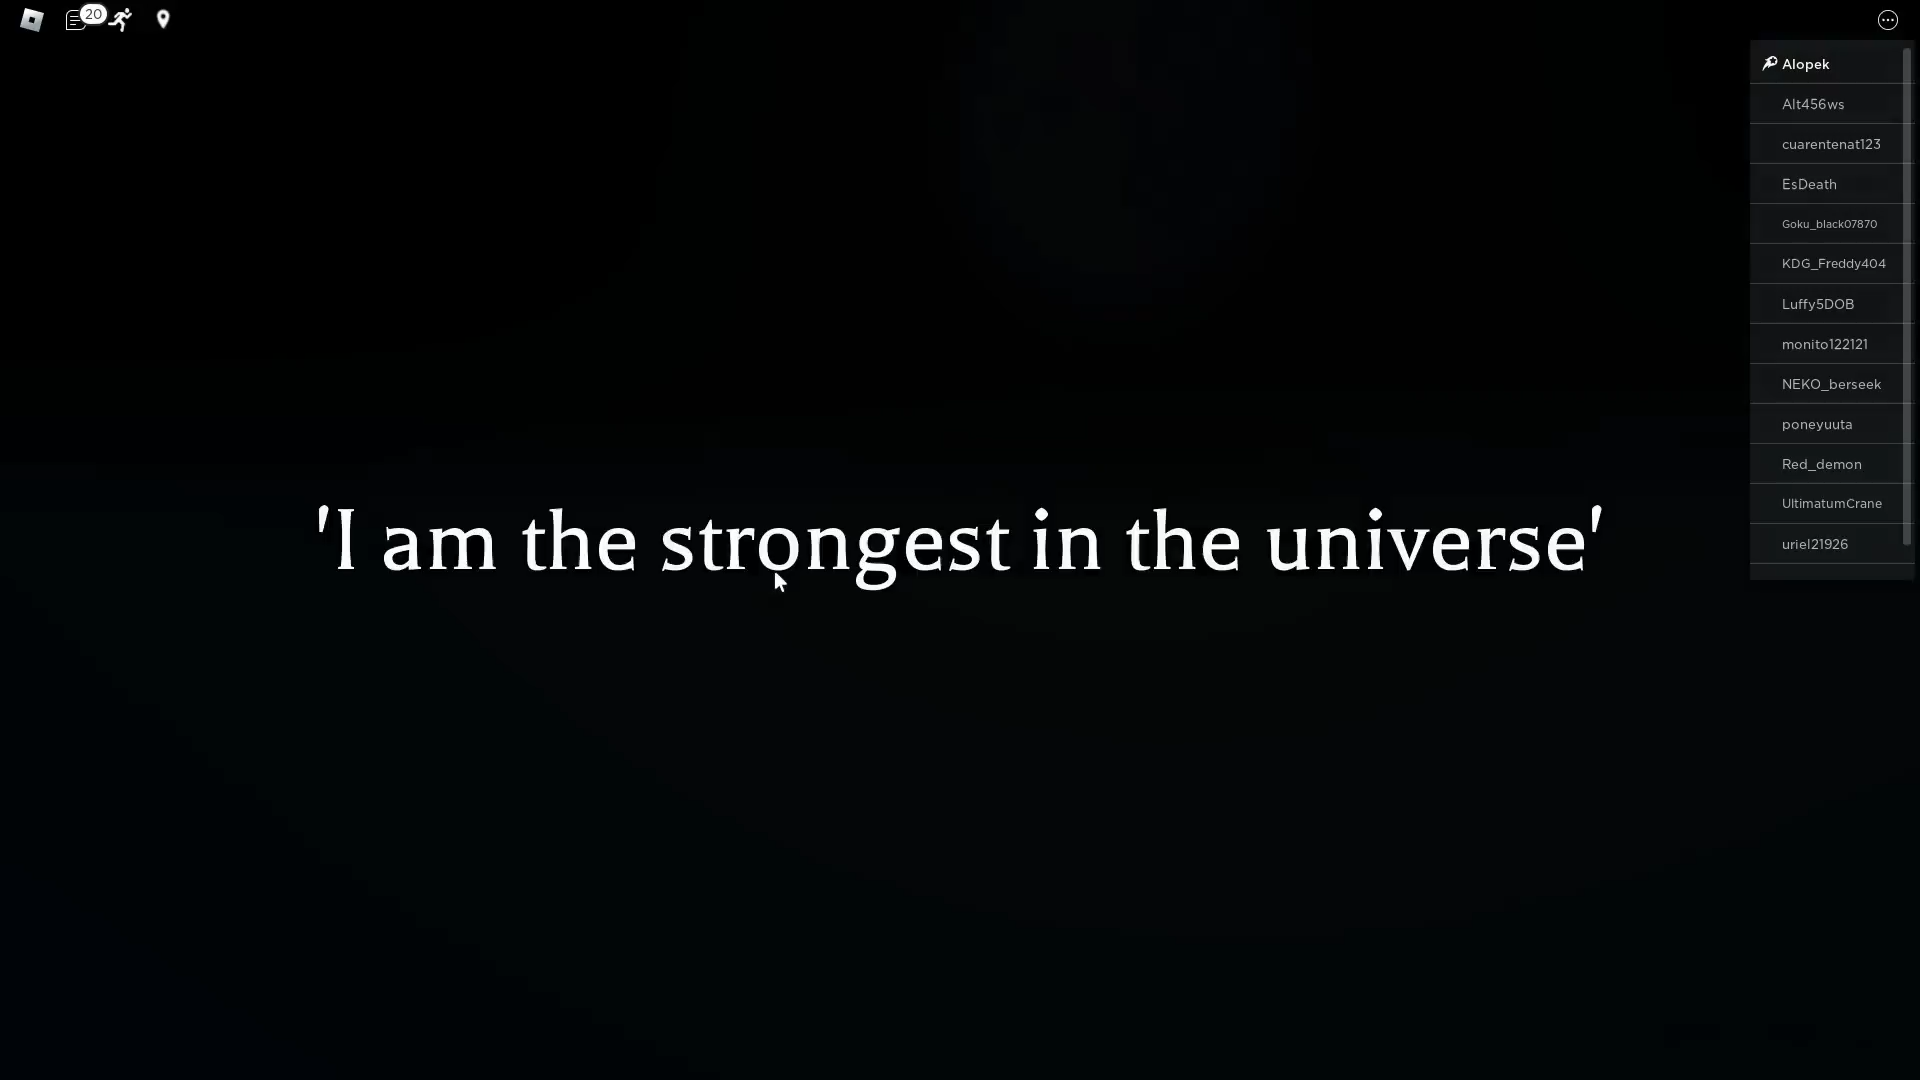 20
Alopek
Alt456ws
cuarentenat123
EsDeath
Goku_black07870
KDG_Freddy404
Luffy5DOB
monito122121
NEKO_berseek
poneyuuta
Red_demon
UltimatumCrane
uriel21926
'I am the strongest in the universe'